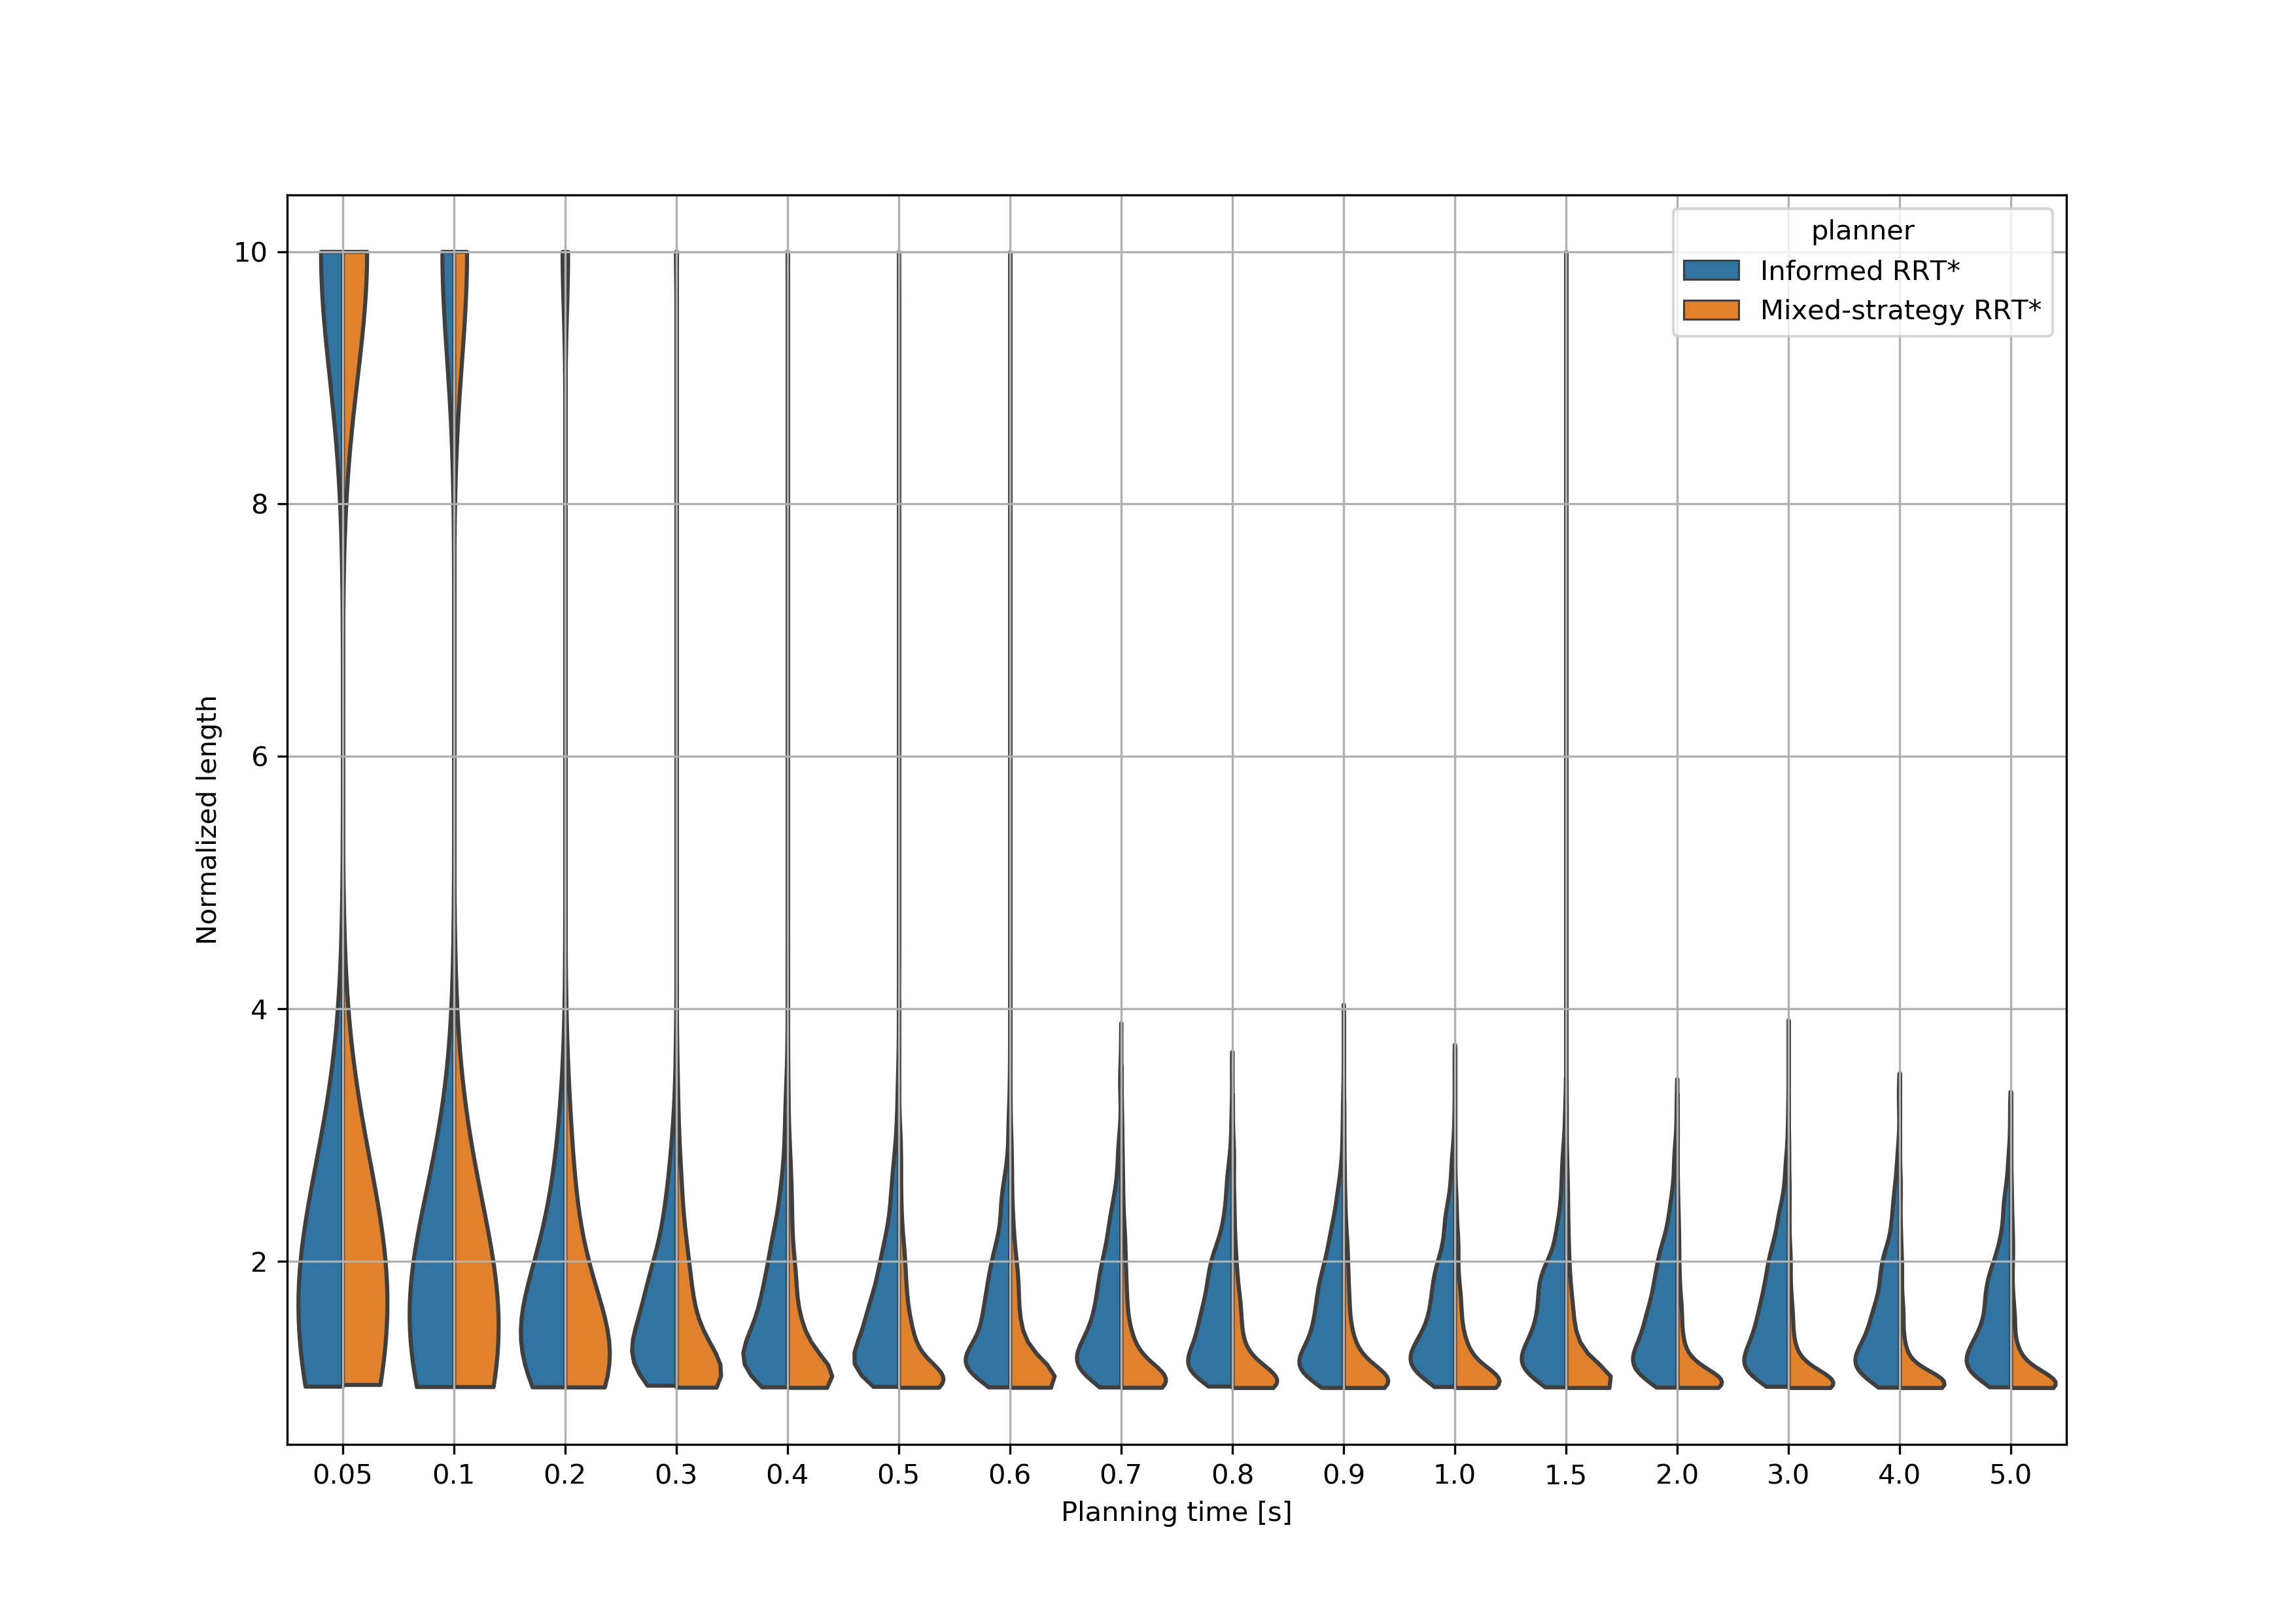 planner
Informed RRT*
Mixed-strategy RRT*
10
8
6
4
2
Normalized length
0.05 0.1 0.2 0.3 0.4 0.5 0.6 0.7 0.8 0.9 1.0 1.5 2.0 3.0 4.0 5.0
Planning time [s]